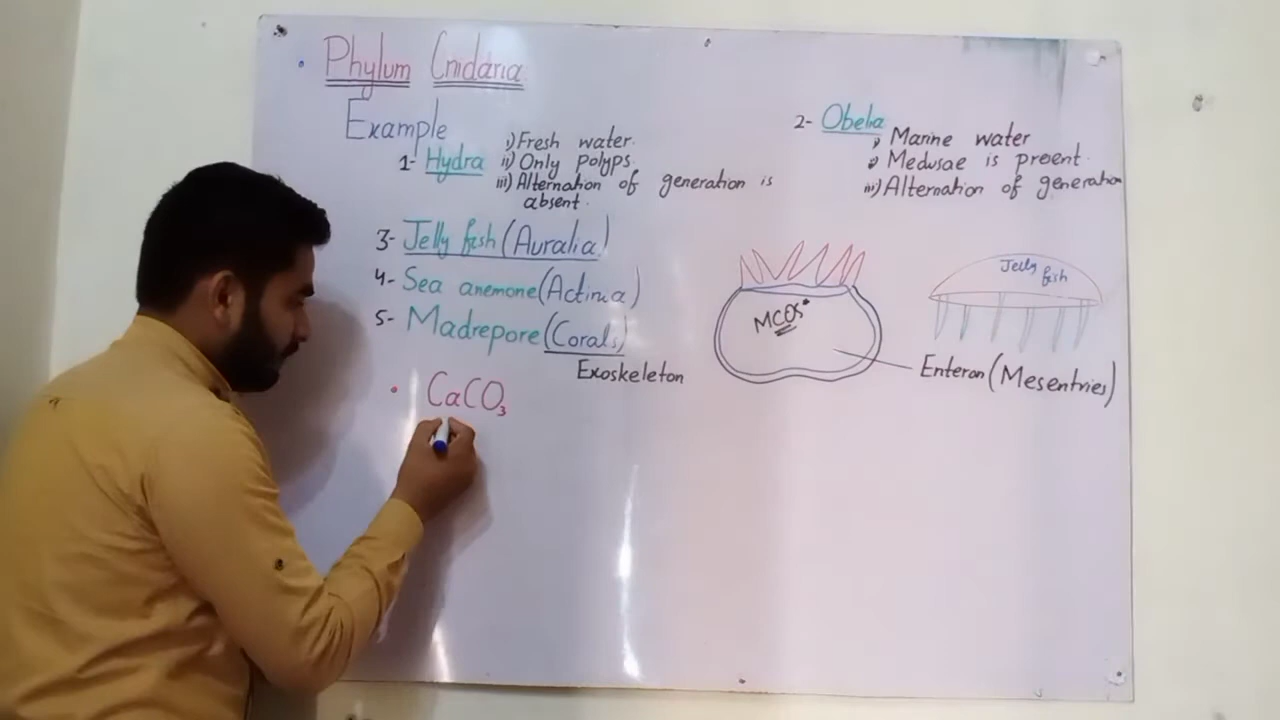 Phylum Cnidaria
Example
1- Hydra
i) Fresh water.
ii) Only polyps.
iii) Alternation of generation is
absent.
2- Obelia
i) Marine water
ii) Medusae is preent.
iii) Alternation of generation
3- Jelly fish (Auralia)
4- Sea anemone (Actinia)
5- Madrepore (Corals)
Exoskeleton
• CaCO₃
MCOs*
Enteron (Mesentries)
Jelly fish